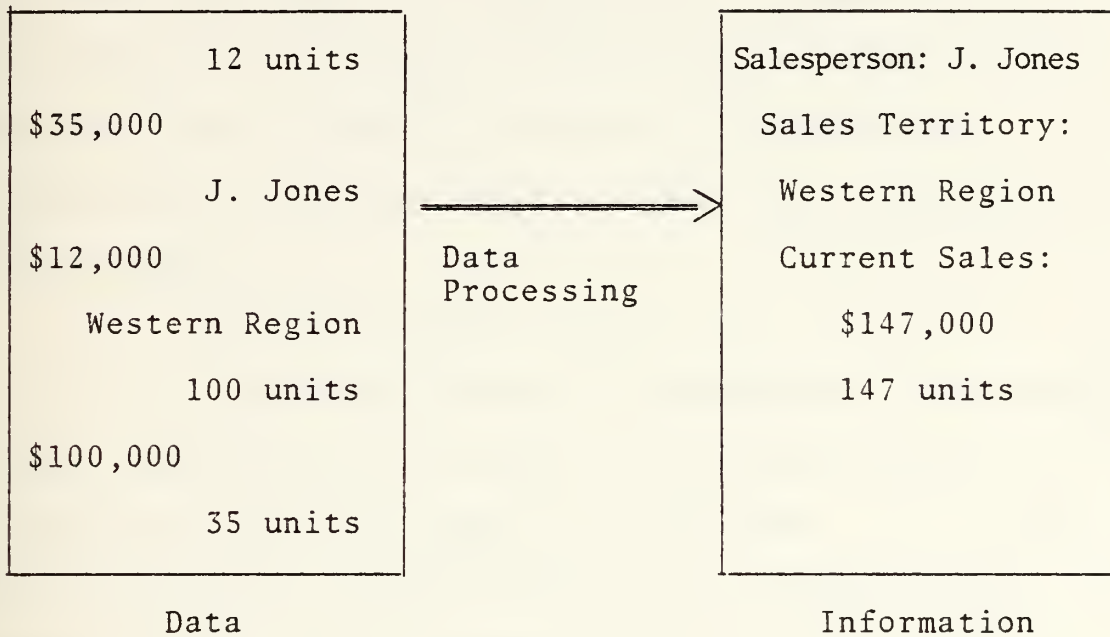 12 units
$35,000
J. Jones
$12,000
Western Region
100 units
$100,000
35 units
Data
Data
Processing
Salesperson: J. Jones
Sales Territory:
Western Region
Current Sales:
$147,000
147 units
Information